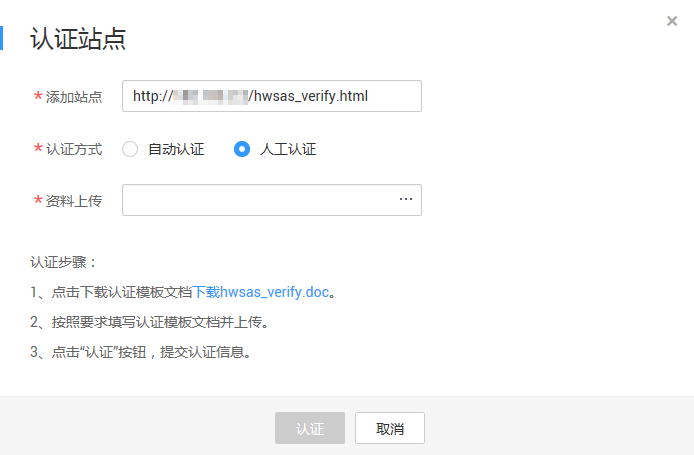 认证站点
*添加站点 http:///hwsas_verify.html
*认证方式 自动认证 人工认证
*资料上传 ...
认证步骤：
1、点击下载认证模板文档下载hwsas_verify.doc。
2、按照要求填写认证模板文档并上传。
3、点击“认证”按钮，提交认证信息。
认证 取消